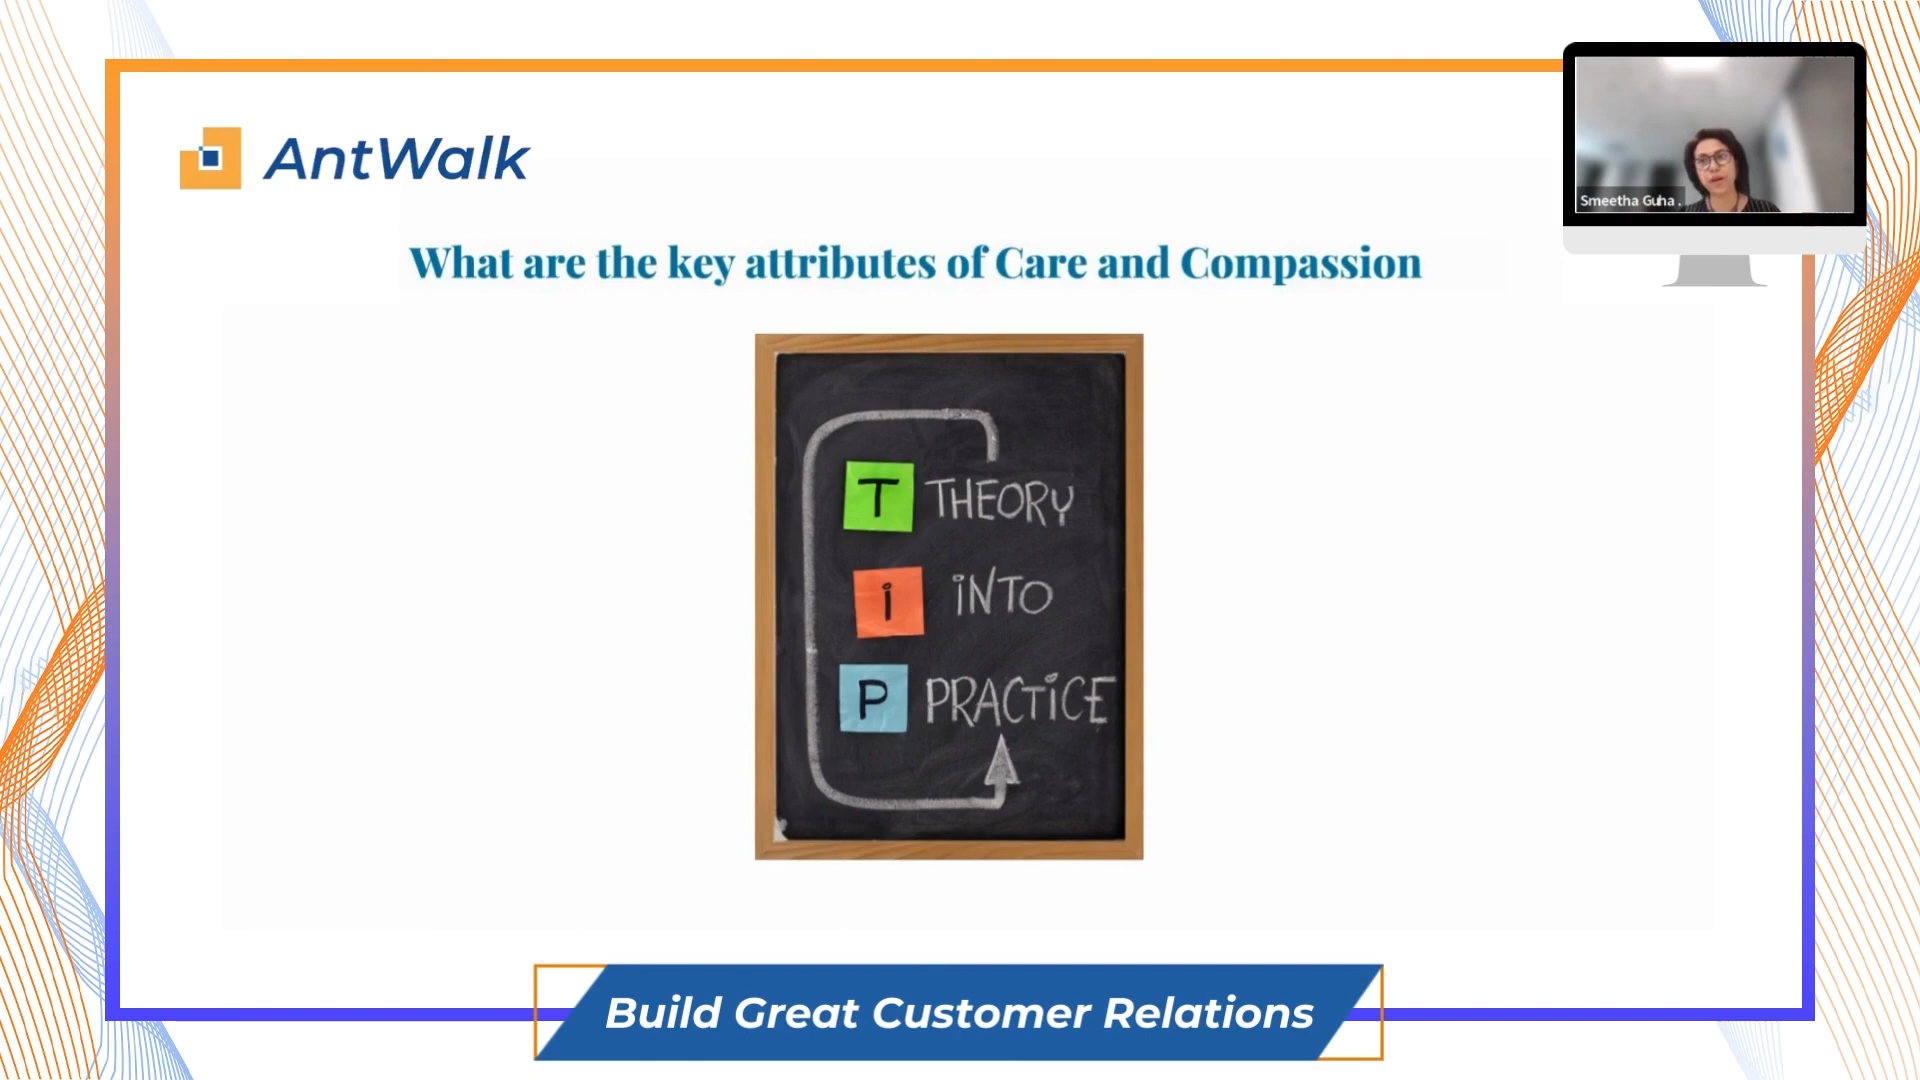 AntWalk
Smeetha Guha .
What are the key attributes of Care and Compassion
T THEORY
i iNTO
P PRACTiCE
Build Great Customer Relations